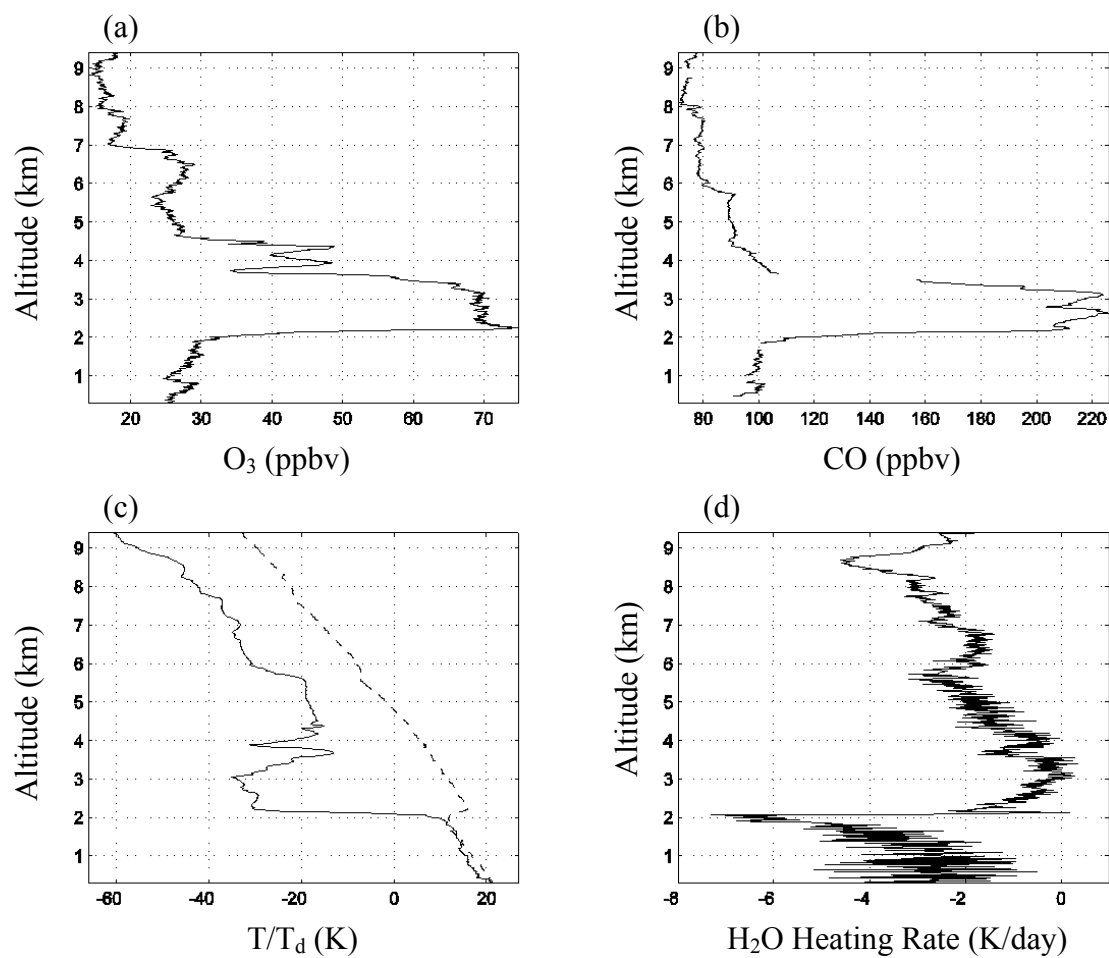 (a)
Altitude (km)
9
8
7
6
5
4
3
2
1
20 30 40 50 60 70
O₃ (ppbv)
(b)
Altitude (km)
9
8
7
6
5
4
3
2
1
80 100 120 140 160 180 200 220
CO (ppbv)
(c)
Altitude (km)
9
8
7
6
5
4
3
2
1
-60 -40 -20 0 20
T/T_d (K)
(d)
Altitude (km)
9
8
7
6
5
4
3
2
1
-8 -6 -4 -2 0
H₂O Heating Rate (K/day)